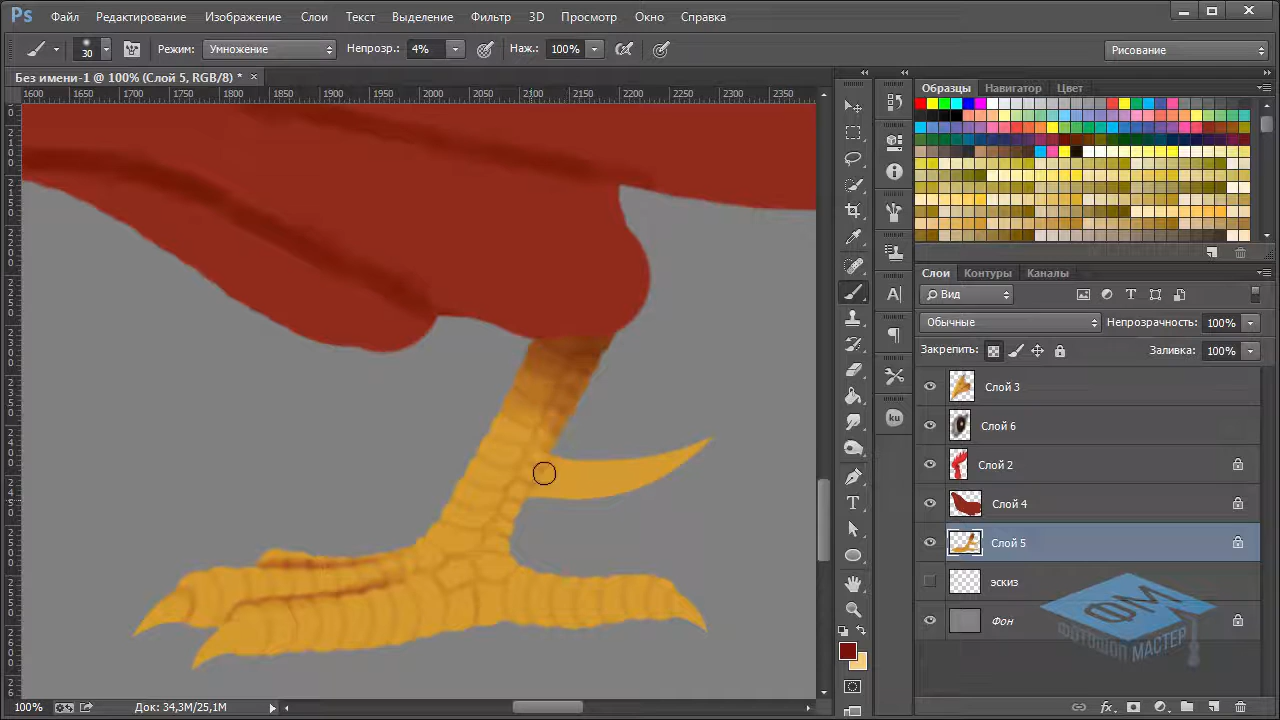 Ps Файл Редактирование Изображение Слои Текст Выделение Фильтр 3D Просмотр Окно Справка
30 Режим: Умножение Непрозр.: 4% Наж.: 100% Рисование
Без имени-1 @ 100% (Слой 5, RGB/8) * ×
1600 1650 1700 1750 1800 1850 1900 1950 2000 2050 2100 2150 2200 2250 2300 2350
Образцы Навигатор Цвет
Слои Контуры Каналы
Вид
Обычные Непрозрачность: 100%
Закрепить: Заливка: 100%
Слой 3
Слой 6
Слой 2
Слой 4
Слой 5
эскиз
Фон
ku
ФМ
ФОТОШОП МАСТЕР
100% Док: 34,3M/25,1M
fx